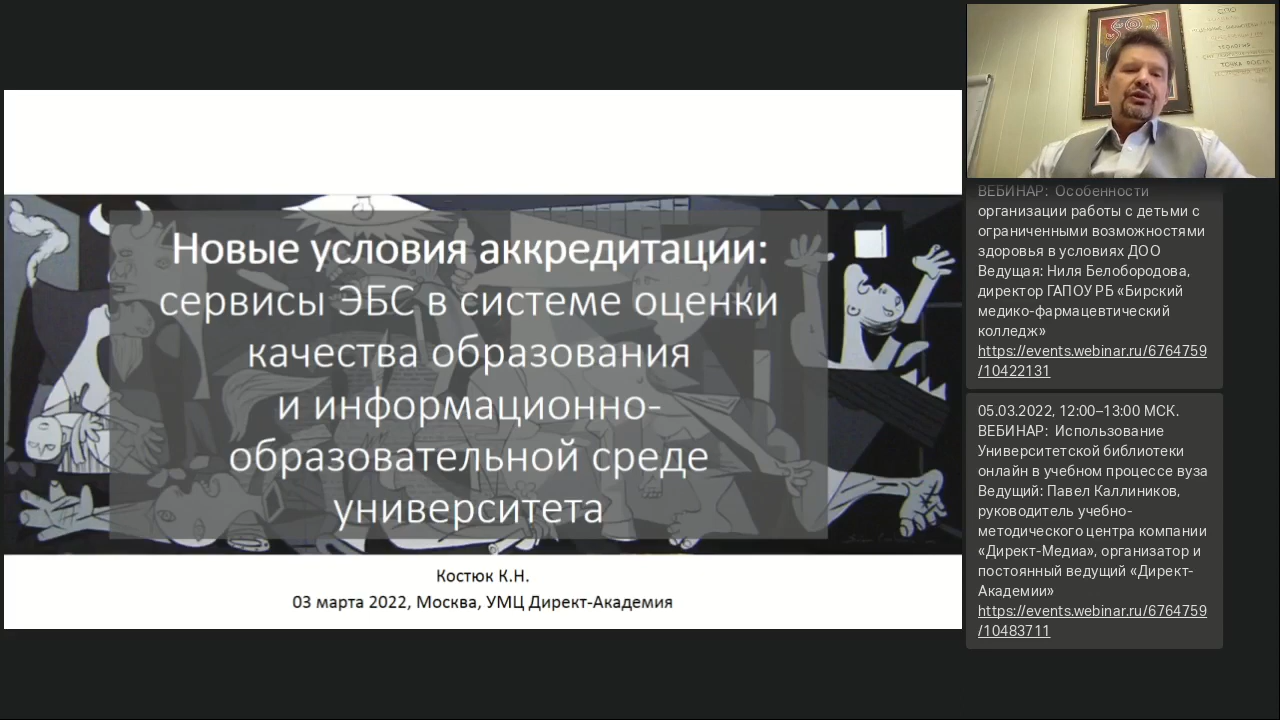 Новые условия аккредитации:
сервисы ЭБС в системе оценки
качества образования
и информационно-
образовательной среде
университета
Костюк К.Н.
03 марта 2022, Москва, УМЦ Директ-Академия
СПО
ТЕОЛОГИЯ
ВЕБИНАР: Особенности
организации работы с детьми с
ограниченными возможностями
здоровья в условиях ДОО
Ведущая: Ниля Белобородова,
директор ГАПОУ РБ «Бирский
медико-фармацевтический
колледж»
https://events.webinar.ru/6764759
/10422131
05.03.2022, 12:00–13:00 МСК.
ВЕБИНАР: Использование
Университетской библиотеки
онлайн в учебном процессе вуза
Ведущий: Павел Каллиников,
руководитель учебно-
методического центра компании
«Директ-Медиа», организатор и
постоянный ведущий «Директ-
Академии»
https://events.webinar.ru/6764759
/10483711